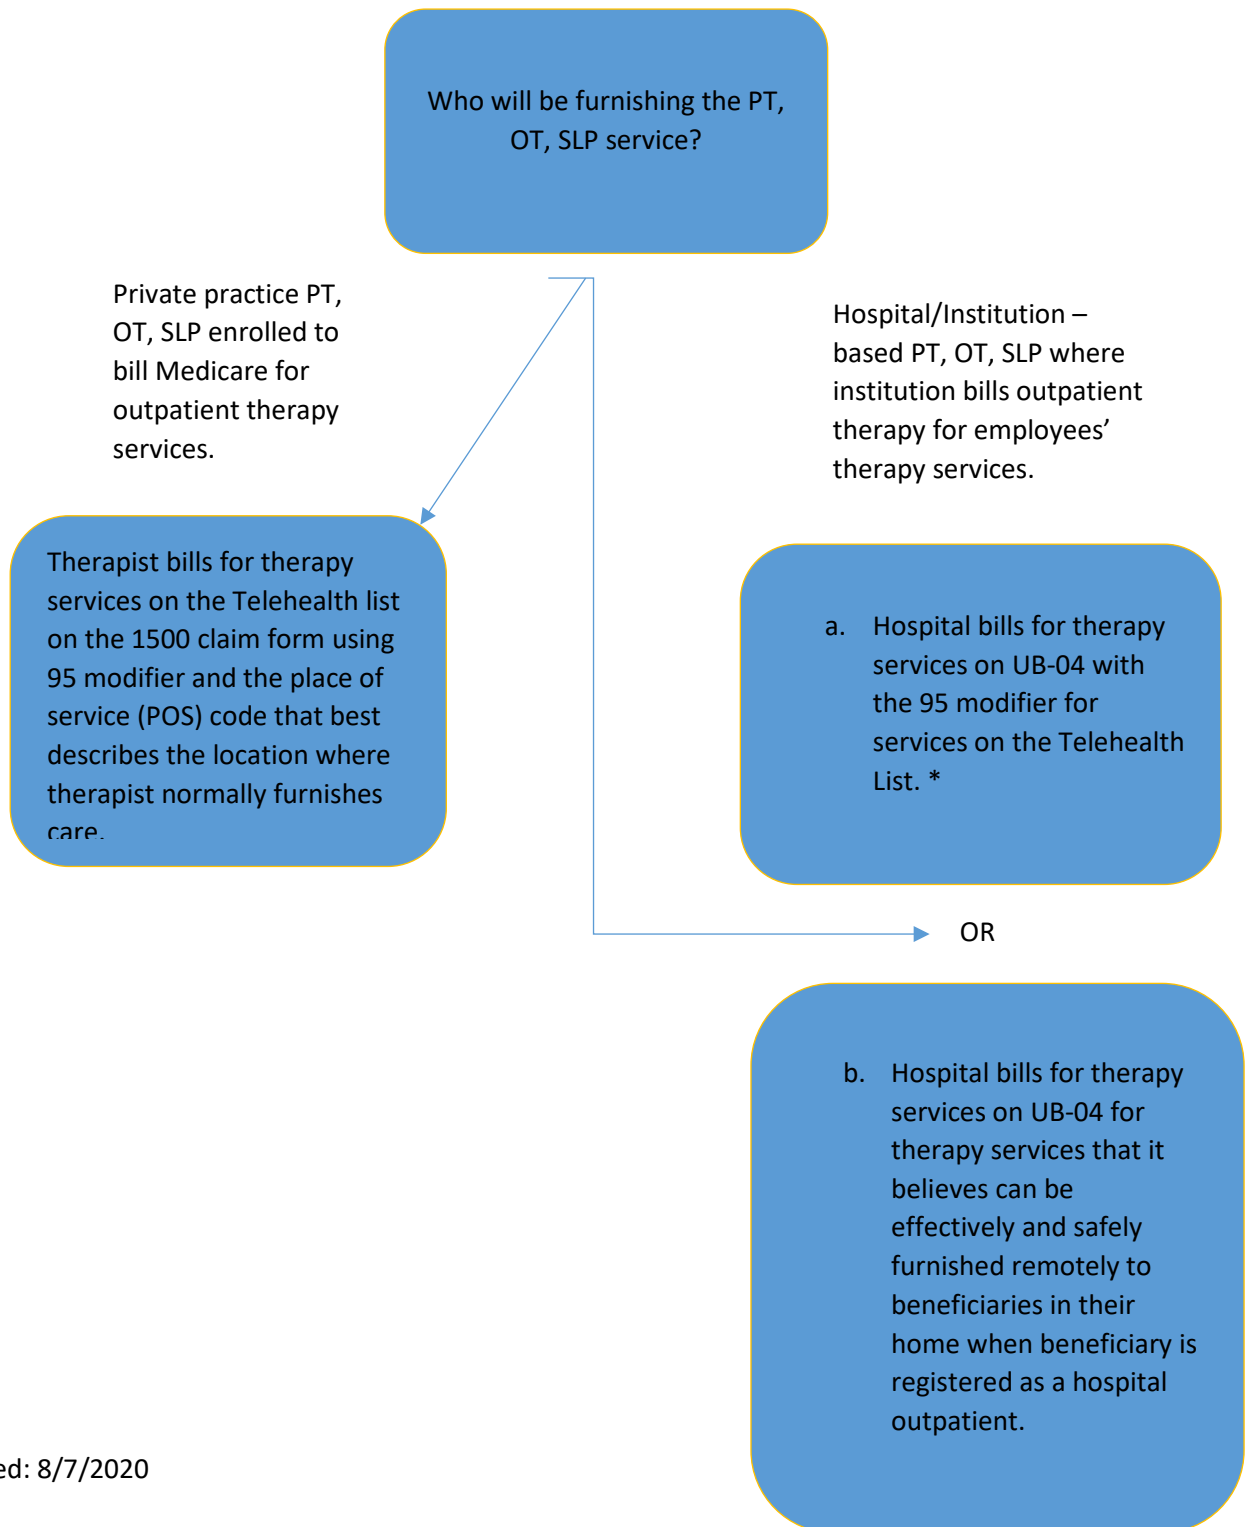 Who will be furnishing the PT,
OT, SLP service?
Private practice PT,
OT, SLP enrolled to
bill Medicare for
outpatient therapy
services.
Hospital/Institution –
based PT, OT, SLP where
institution bills outpatient
therapy for employees’
therapy services.
Therapist bills for therapy
services on the Telehealth list
on the 1500 claim form using
95 modifier and the place of
service (POS) code that best
describes the location where
therapist normally furnishes
care.
a. Hospital bills for therapy
services on UB-04 with
the 95 modifier for
services on the Telehealth
List. *
OR
b. Hospital bills for therapy
services on UB-04 for
therapy services that it
believes can be
effectively and safely
furnished remotely to
beneficiaries in their
home when beneficiary is
registered as a hospital
outpatient.
ed: 8/7/2020